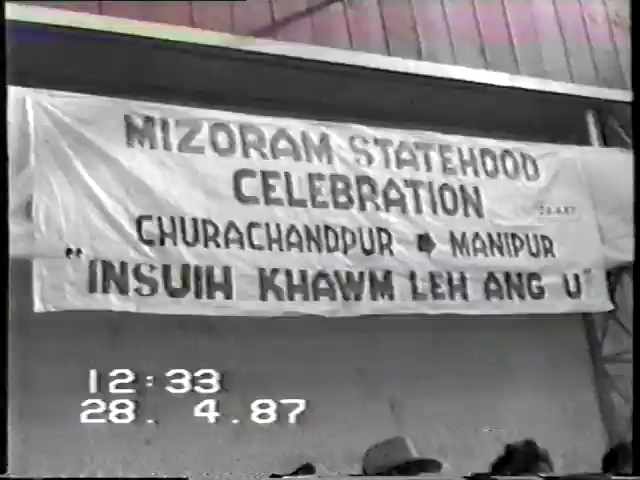 MIZORAM STATEHOOD
CELEBRATION
CHURACHANDPUR MANIPUR
"INSUIH KHAWM LEH ANG U"
12:33
28. 4.87